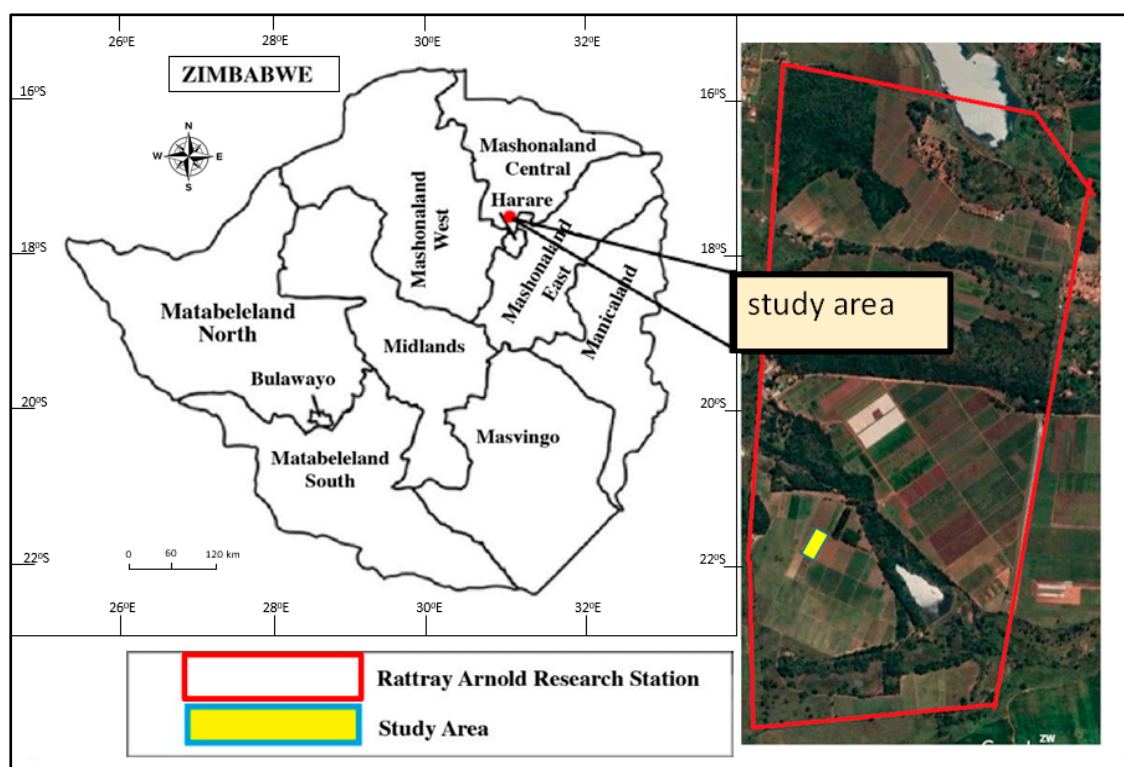 26⁰E 28⁰E 30⁰E 32⁰E
ZIMBABWE
16⁰S
16⁰S
N
W E
S
Mashonaland
Central
Harare
Mashonaland
West
18⁰S
18⁰S
Mashonaland
East
Manicaland
study area
Matabeleland
North
Midlands
Bulawayo
20⁰S
20⁰S
Masvingo
Matabeleland
South
0 60 120 km
22⁰S
22⁰S
26⁰E 28⁰E 30⁰E 32⁰E
Rattray Arnold Research Station
Study Area
ZW